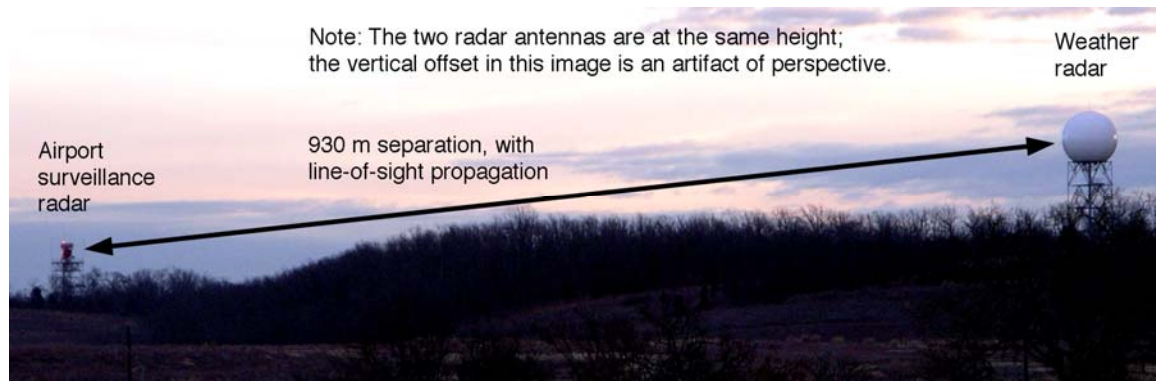 Note: The two radar antennas are at the same height;
the vertical offset in this image is an artifact of perspective.
Weather
radar
930 m separation, with
line-of-sight propagation
Airport
surveillance
radar